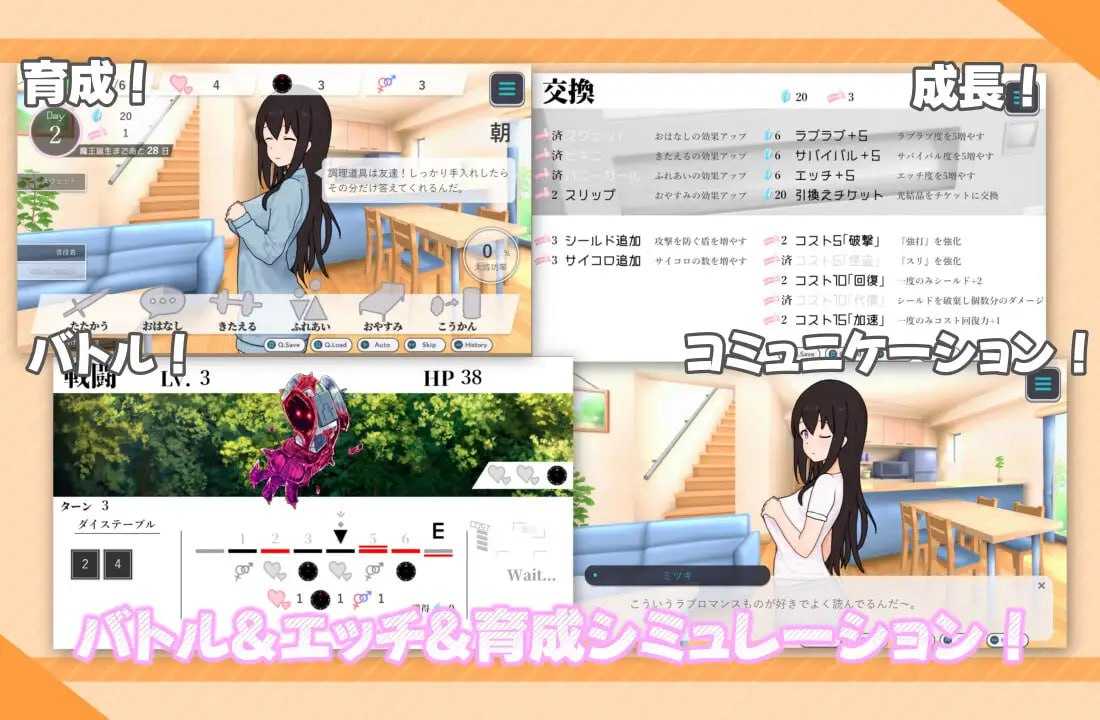 育成！
6 4 3 3
Day
2
20
1
魔王誕生まであと 28 日
朝
調理道具は友達！しっかり手入れしたら
その分だけ答えてくれるんだ。
0 %
たたかう おはなし きたえる ふれあい おやすみ こうかん
Q.Save Q.Load Auto Skip History
成長！
交換
20 3
済 おはなしの効果アップ 6 ラブラブ+5 ラブラブ度を5増やす
済 きたえるの効果アップ 6 サバイバル+5 サバイバル度を5増やす
済 ふれあいの効果アップ 6 エッチ+5 エッチ度を5増やす
2 スリップ おやすみの効果アップ 20 引換えチケット 光結晶をチケットに交換
3 シールド追加 攻撃を防ぐ盾を増やす 2 コスト5「破撃」 「強打」を強化
3 サイコロ追加 サイコロの数を増やす 済 「スリ」を強化
2 コスト10「回復」 一度のみシールド+2
済 コスト10「代償」 シールドを破棄し個数分のダメージ
2 コスト15「加速」 一度のみコスト回復力+1
バトル！
戦闘 Lv. 3 HP 38
ターン 3
ダイステーブル
2 4
1 2 3 5 6 E
1 1 1
COST
Wait...
コミュニケーション！
ミツキ
こういうラブロマンスものが好きでよく読んでるんだ〜。
バトル&エッチ&育成シミュレーション！